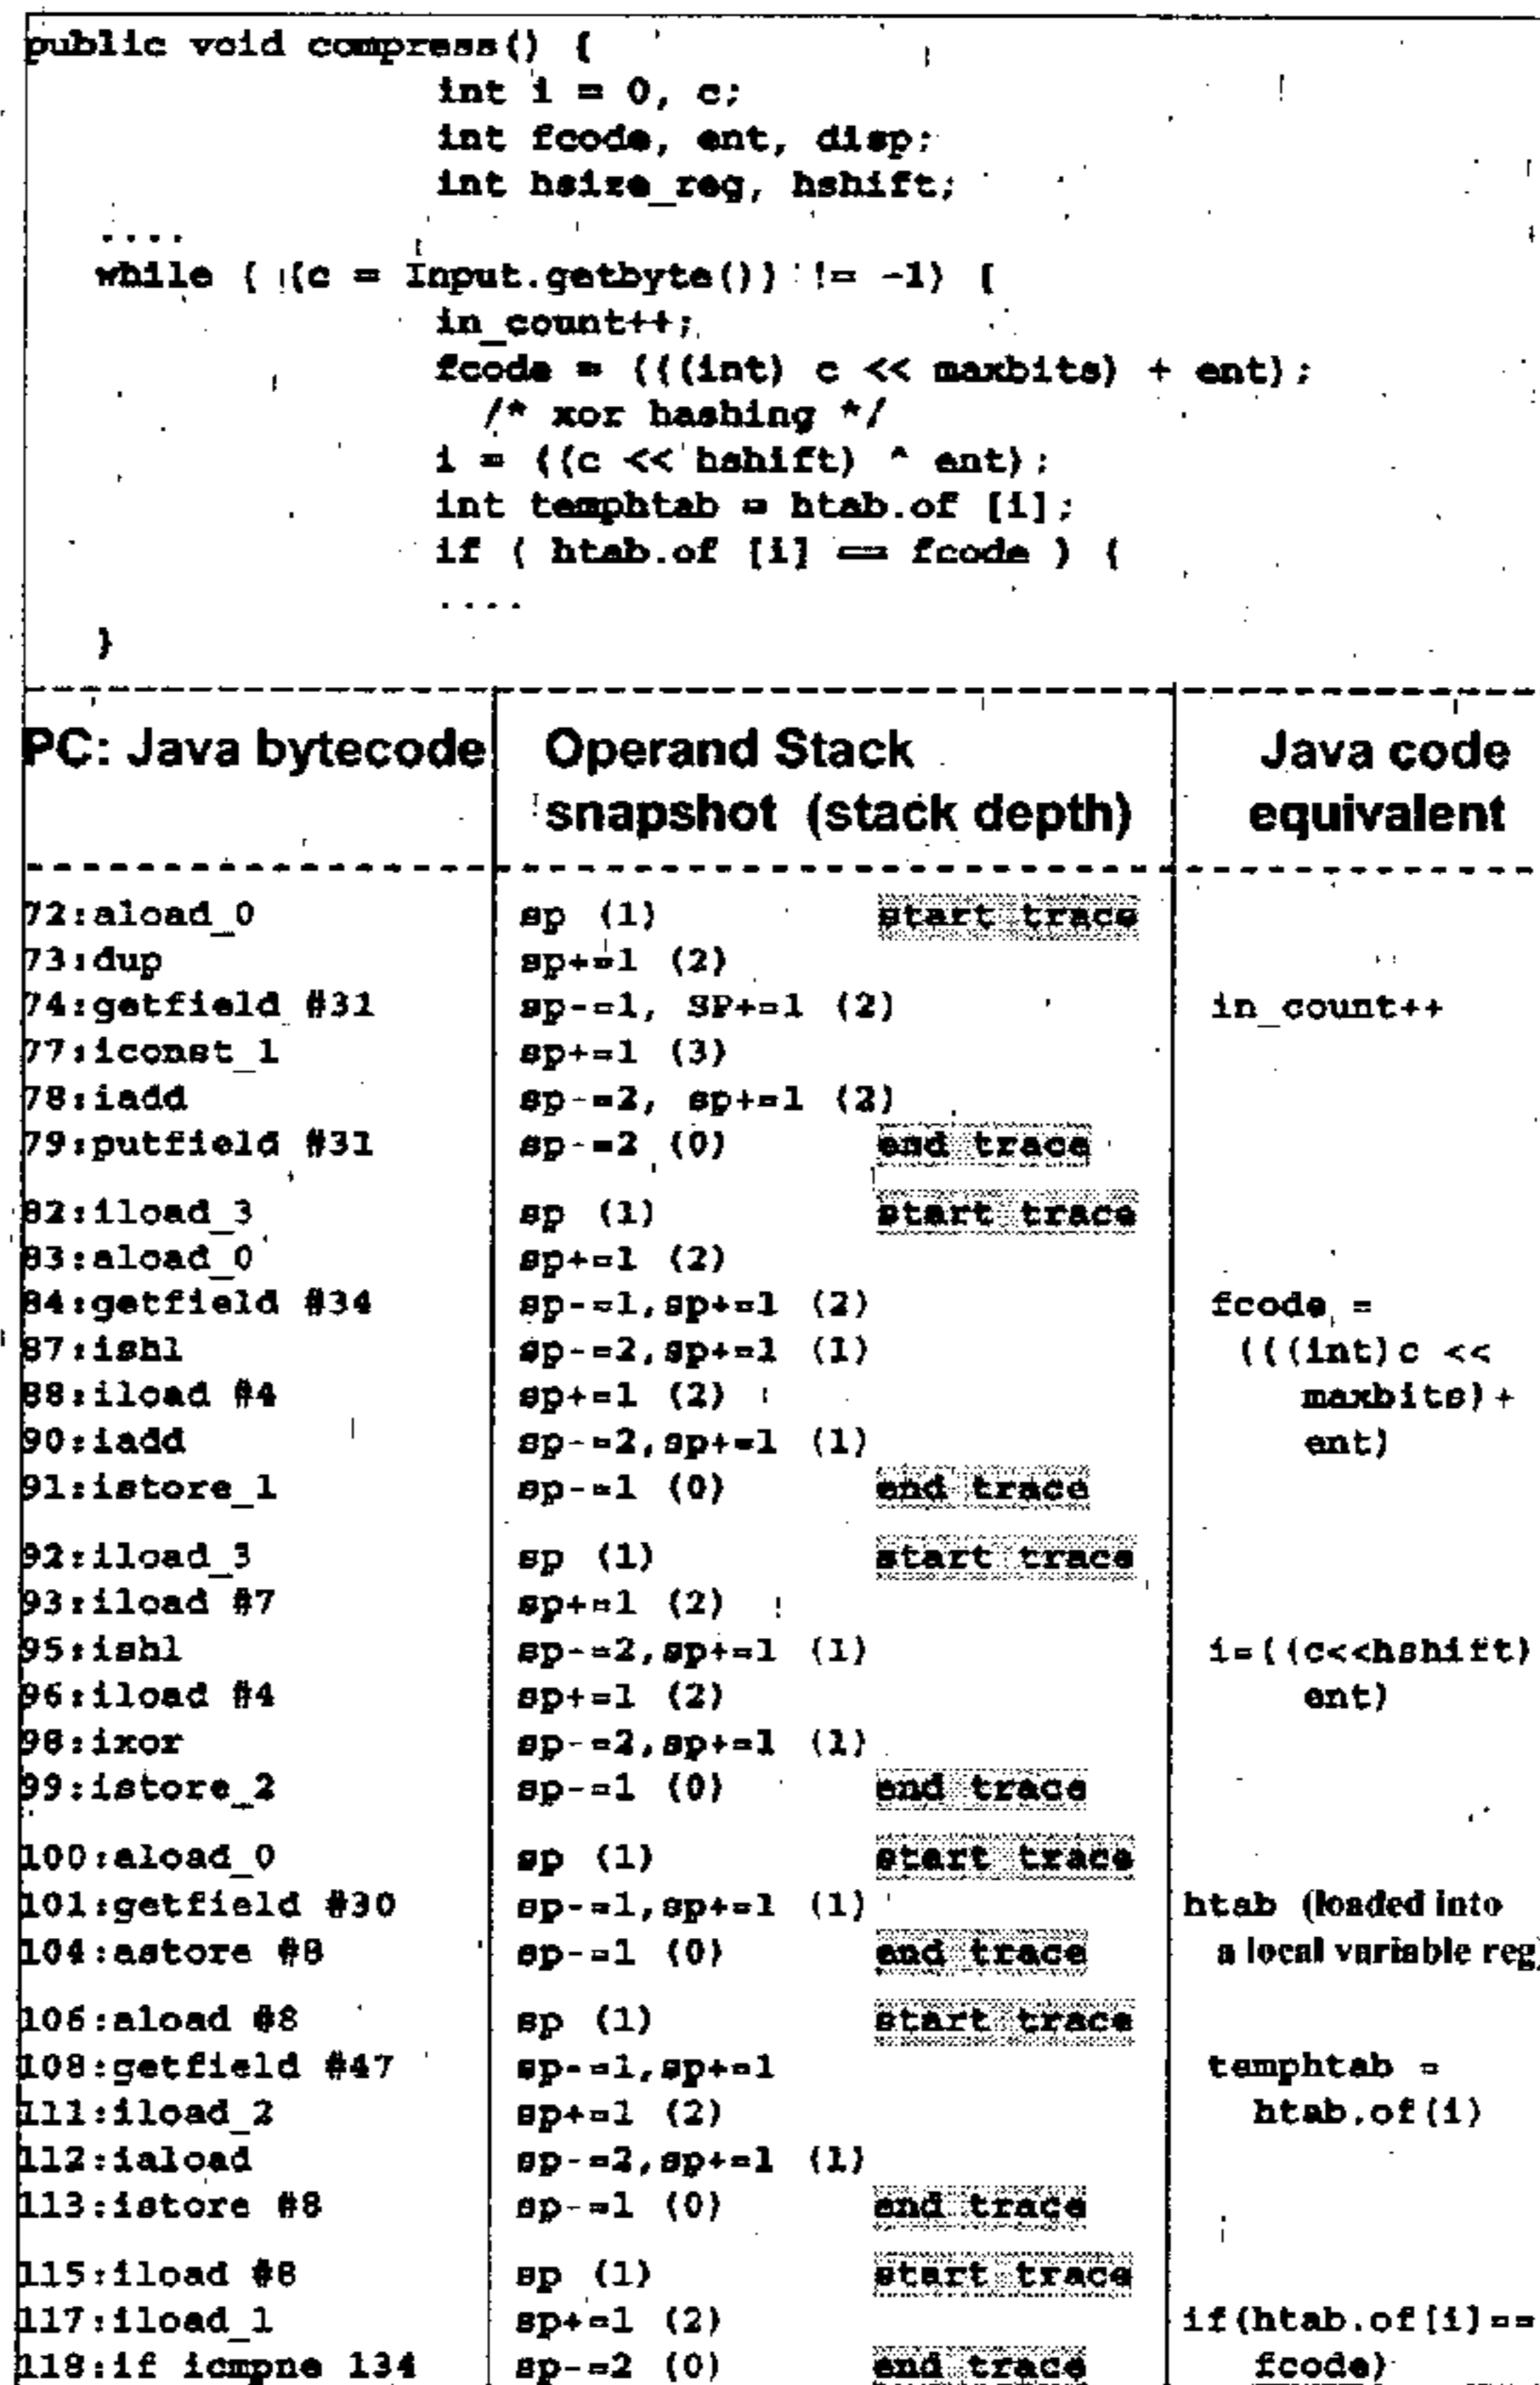 public void compress() {
int i = 0, c;
int fcode, ent, disp;
int hsize_reg, hshift;
....
while ( (c = Input.getbyte()) != -1) {
in_count++;
fcode = (((int) c << maxbits) + ent);
/* xor hashing */
i = ((c << hshift) ^ ent);
int temphtab = htab.of [i];
if ( htab.of [i] == fcode ) {
....
}
PC: Java bytecode Operand Stack Java code
snapshot (stack depth) equivalent
72:aload_0 sp (1) start trace
73:dup sp+=1 (2)
74:getfield #31 sp-=1, SP+=1 (2) in_count++
77:iconst_1 sp+=1 (3)
78:iadd sp-=2, sp+=1 (2)
79:putfield #31 sp-=2 (0) end trace
82:iload_3 sp (1) start trace
83:aload_0 sp+=1 (2)
84:getfield #34 sp-=1,sp+=1 (2) fcode =
87:ishl sp-=2,sp+=1 (1) (((int)c <<
88:iload #4 sp+=1 (2) maxbits)+
90:iadd sp-=2,sp+=1 (1) ent)
91:istore_1 sp-=1 (0) end trace
92:iload_3 sp (1) start trace
93:iload #7 sp+=1 (2)
95:ishl sp-=2,sp+=1 (1) i=((c<<hshift)
96:iload #4 sp+=1 (2) ent)
98:ixor sp-=2,sp+=1 (1)
99:istore_2 sp-=1 (0) end trace
100:aload_0 sp (1) start trace
101:getfield #30 sp-=1,sp+=1 (1) htab (loaded into
104:astore #8 sp-=1 (0) end trace a local variable reg)
106:aload #8 sp (1) start trace
108:getfield #47 sp-=1,sp+=1 temphtab =
111:iload_2 sp+=1 (2) htab.of(i)
112:iaload sp-=2,sp+=1 (1)
113:istore #8 sp-=1 (0) end trace
115:iload #8 sp (1) start trace
117:iload_1 sp+=1 (2) if(htab.of[i]==
118:if icmpne 134 sp-=2 (0) end trace fcode)